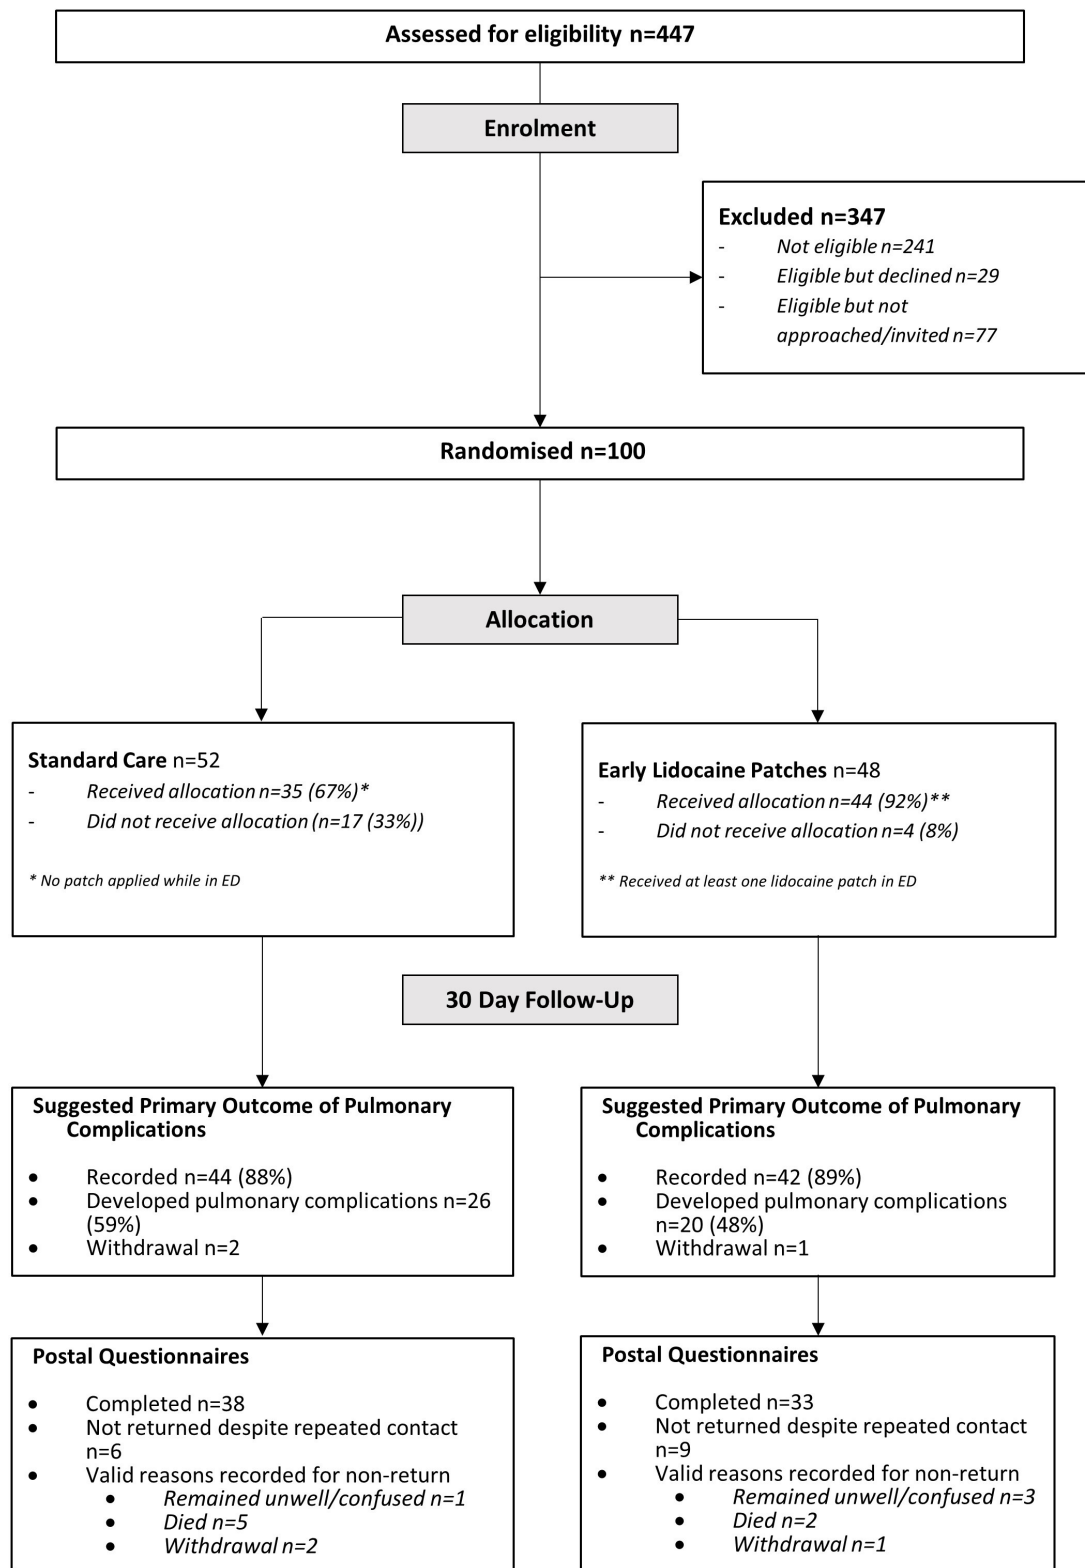 Assessed for eligibility n=447
Enrolment
Excluded n=347
- Not eligible n=241
- Eligible but declined n=29
- Eligible but not
approached/invited n=77
Randomised n=100
Allocation
Standard Care n=52
- Received allocation n=35 (67%)*
- Did not receive allocation (n=17 (33%))
* No patch applied while in ED
Early Lidocaine Patches n=48
- Received allocation n=44 (92%)**
- Did not receive allocation n=4 (8%)
** Received at least one lidocaine patch in ED
30 Day Follow-Up
Suggested Primary Outcome of Pulmonary
Complications
• Recorded n=44 (88%)
• Developed pulmonary complications n=26
(59%)
• Withdrawal n=2
Suggested Primary Outcome of Pulmonary
Complications
• Recorded n=42 (89%)
• Developed pulmonary complications
n=20 (48%)
• Withdrawal n=1
Postal Questionnaires
• Completed n=38
• Not returned despite repeated contact
n=6
• Valid reasons recorded for non-return
• Remained unwell/confused n=1
• Died n=5
• Withdrawal n=2
Postal Questionnaires
• Completed n=33
• Not returned despite repeated contact
n=9
• Valid reasons recorded for non-return
• Remained unwell/confused n=3
• Died n=2
• Withdrawal n=1